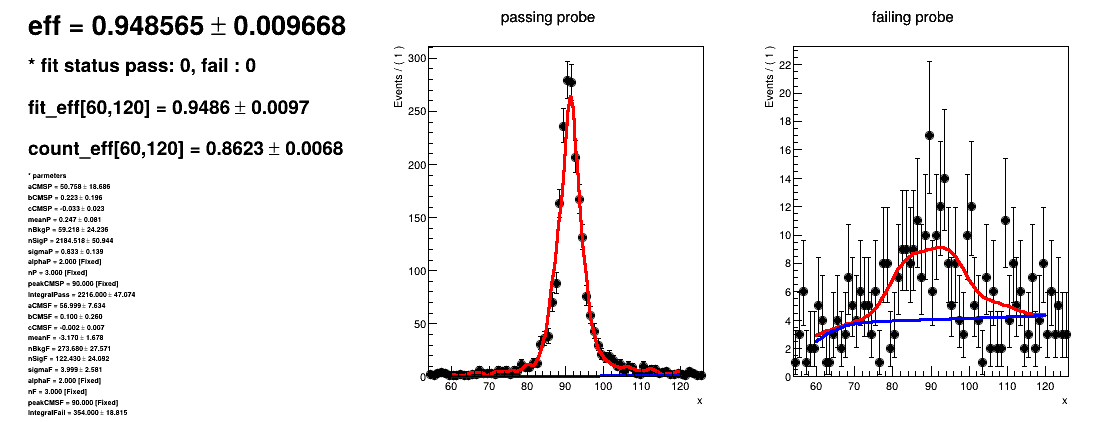 eff = 0.948565 ± 0.009668
* fit status pass: 0, fail : 0
fit_eff[60,120] = 0.9486 ± 0.0097
count_eff[60,120] = 0.8623 ± 0.0068
* parmeters
aCMSP = 50.758 ± 18.686
bCMSP = 0.223 ± 0.196
cCMSP = -0.033 ± 0.023
meanP = 0.247 ± 0.081
nBkgP = 59.218 ± 24.236
nSigP = 2184.518 ± 50.944
sigmaP = 0.833 ± 0.139
alphaP = 2.000 [Fixed]
nP = 3.000 [Fixed]
peakCMSP = 90.000 [Fixed]
IntegralPass = 2216.000 ± 47.074
aCMSF = 56.999 ± 7.634
bCMSF = 0.100 ± 0.260
cCMSF = -0.002 ± 0.007
meanF = -3.170 ± 1.678
nBkgF = 273.680 ± 27.571
nSigF = 122.430 ± 24.092
sigmaF = 3.999 ± 2.581
alphaF = 2.000 [Fixed]
nF = 3.000 [Fixed]
peakCMSF = 90.000 [Fixed]
IntegralFail = 354.000 ± 18.815
passing probe
Events / ( 1 )
300
250
200
150
100
50
0
60 70 80 90 100 110 120
x
failing probe
Events / ( 1 )
22
20
18
16
14
12
10
8
6
4
2
0
60 70 80 90 100 110 120
x